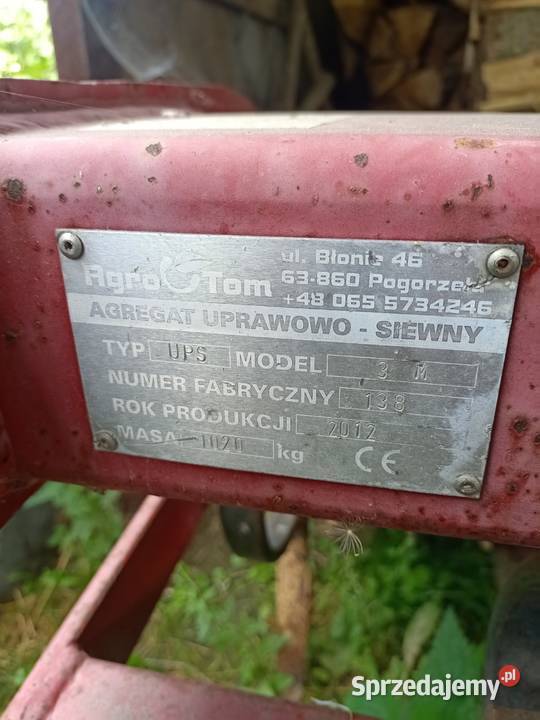 Agro Tom
ul. Błonie 46
63-860 Pogorzela
+48 065 5734246
AGREGAT UPRAWOWO - SIEWNY
TYP UPS MODEL 3 M
NUMER FABRYCZNY 138
ROK PRODUKCJI 2012
MASA 1020 kg
CE
Sprzedajemy.pl